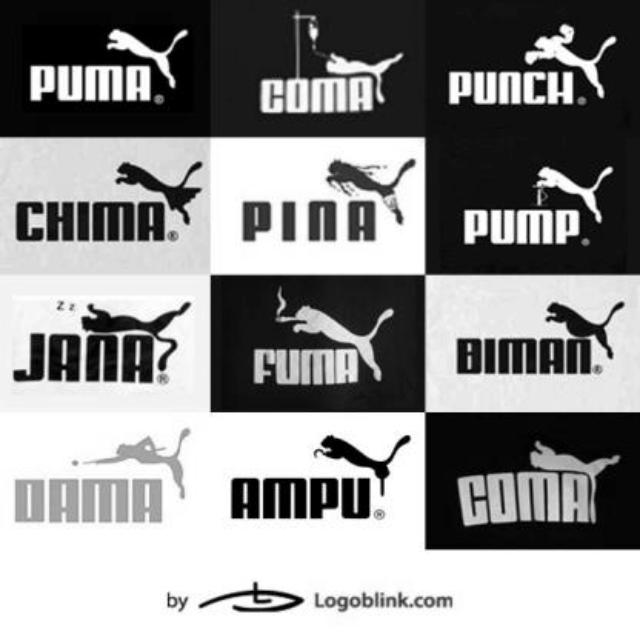 PUMA®
COMA
PUNCH®
CHIMA®
PINA
PUMP®
Z Z
JANA®
FUMA
BIMAN®
DAMA
AMPU®
COMA
by Logoblink.com